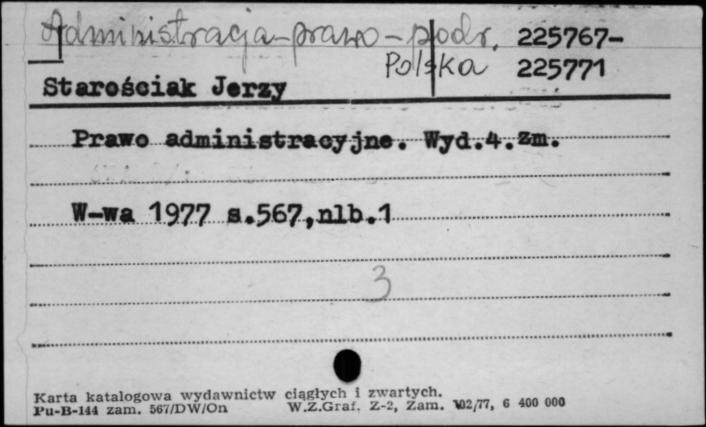 Administracja-prawo-podr. 225767-
Polska 225771
Starościak Jerzy
Prawo administracyjne. Wyd.4.zm.
W-wa 1977 s.567,nlb.1
3
Karta katalogowa wydawnictw ciągłych i zwartych.
Pu-B-144 zam. 567/DW/On W.Z.Graf. Z-2, Zam. 102/77, 6 400 000